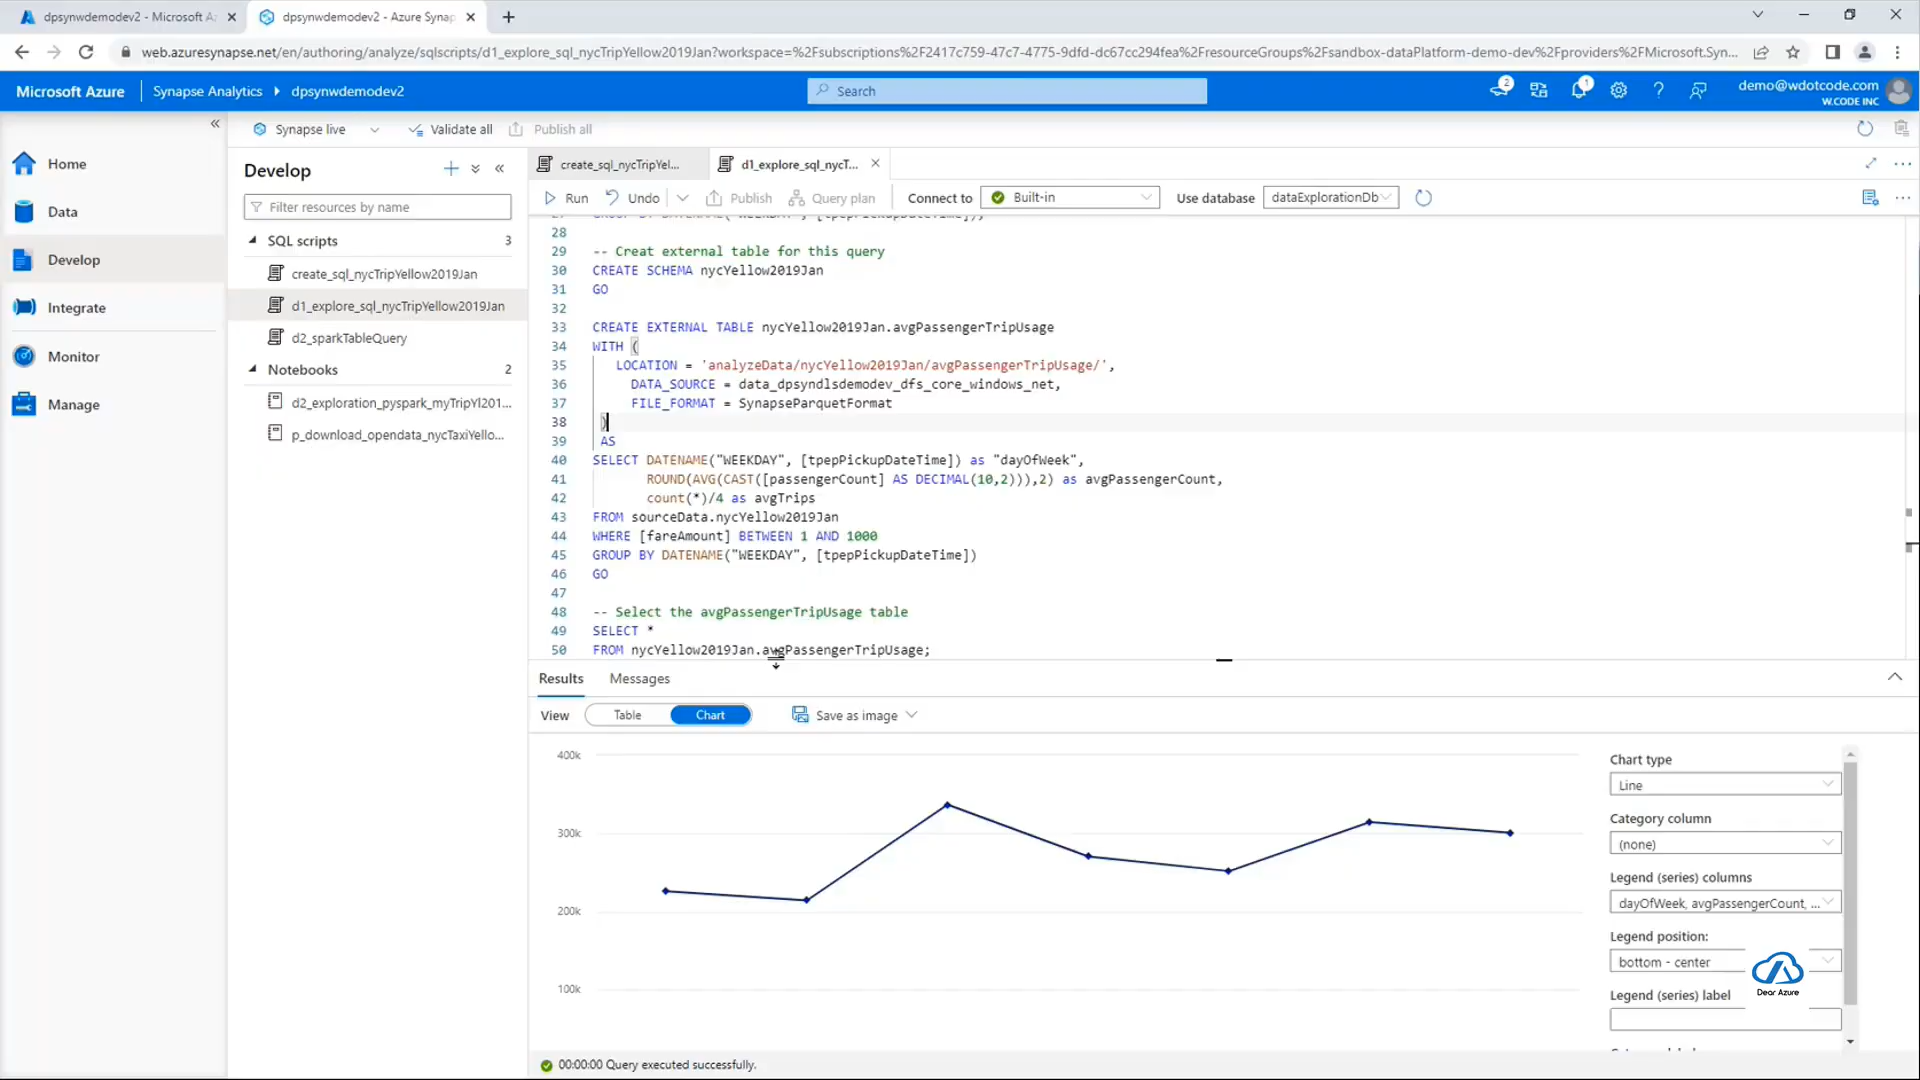 dpsynwdemodev2 - Microsoft A
dpsynwdemodev2 - Azure Synap
web.azuresynapse.net/en/authoring/analyze/sqlscripts/d1_explore_sql_nycTripYellow2019Jan?workspace=%2Fsubscriptions%2F2417c759-47c7-4775-9dfd-dc67cc294fea%2FresourceGroups%2Fsandbox-dataPlatform-demo-dev%2Fproviders%2FMicrosoft.Syn...
Microsoft Azure
Synapse Analytics
dpsynwdemodev2
Search
2
1
demo@wdotcode.com
W.CODE INC
Home
Data
Develop
Integrate
Monitor
Manage
Synapse live
Validate all
Publish all
Develop
Filter resources by name
SQL scripts 3
create_sql_nycTripYellow2019Jan
d1_explore_sql_nycTripYellow2019Jan
d2_sparkTableQuery
Notebooks 2
d2_exploration_pyspark_myTripYl201...
p_download_opendata_nycTaxiYello...
create_sql_nycTripYel...
d1_explore_sql_nycT...
Run Undo Publish Query plan Connect to Built-in Use database dataExplorationDb
27 GROUP BY DATENAME("WEEKDAY", [tpepPickupDateTime]);
28
29 -- Creat external table for this query
30 CREATE SCHEMA nycYellow2019Jan
31 GO
32
33 CREATE EXTERNAL TABLE nycYellow2019Jan.avgPassengerTripUsage
34 WITH (
35 LOCATION = 'analyzeData/nycYellow2019Jan/avgPassengerTripUsage/',
36 DATA_SOURCE = data_dpsyndlsdemodev_dfs_core_windows_net,
37 FILE_FORMAT = SynapseParquetFormat
38 )
39 AS
40 SELECT DATENAME("WEEKDAY", [tpepPickupDateTime]) as "dayOfWeek",
41 ROUND(AVG(CAST([passengerCount] AS DECIMAL(10,2))),2) as avgPassengerCount,
42 count(*)/4 as avgTrips
43 FROM sourceData.nycYellow2019Jan
44 WHERE [fareAmount] BETWEEN 1 AND 1000
45 GROUP BY DATENAME("WEEKDAY", [tpepPickupDateTime])
46 GO
47
48 -- Select the avgPassengerTripUsage table
49 SELECT *
50 FROM nycYellow2019Jan.avgPassengerTripUsage;
Results Messages
View Table Chart Save as image
400k
300k
200k
100k
Chart type
Line
Category column
(none)
Legend (series) columns
dayOfWeek, avgPassengerCount, ...
Legend position:
bottom - center
Legend (series) label
Dear Azure
00:00:00 Query executed successfully.